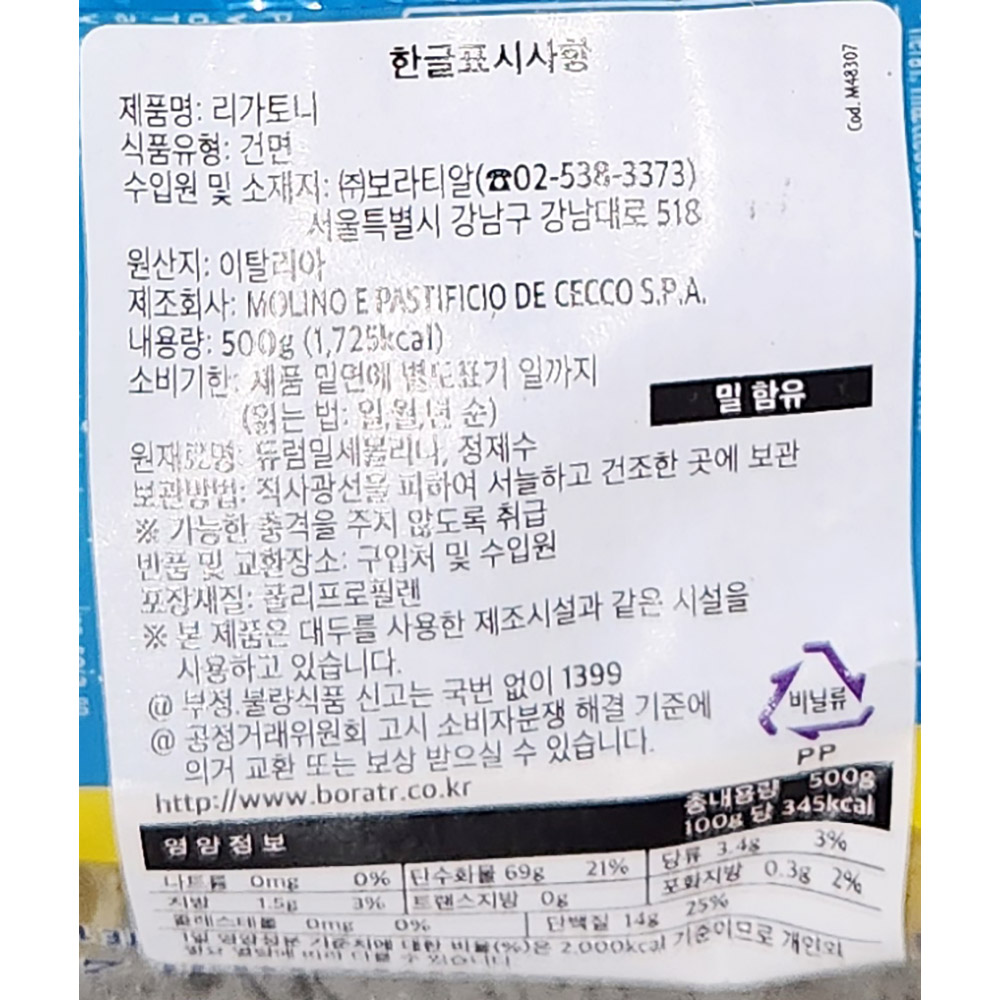 한글표시사항
Cod. M48307
제품명: 리가토니
식품유형: 건면
수입원 및 소재지: ㈜보라티알(☎02-538-3373)
서울특별시 강남구 강남대로 518
원산지: 이탈리아
제조회사: MOLINO E PASTIFICIO DE CECCO S.P.A.
내용량: 500g (1,725kcal)
소비기한: 제품 밑면에 별도표기 일까지
(읽는 법: 일,월,년 순)
밀 함유
원재료명: 듀럼밀세몰리나, 정제수
보관방법: 직사광선을 피하여 서늘하고 건조한 곳에 보관
※ 가능한 충격을 주지 않도록 취급
반품 및 교환장소: 구입처 및 수입원
포장재질: 폴리프로필렌
※ 본 제품은 대두를 사용한 제조시설과 같은 시설을
사용하고 있습니다.
@ 부정.불량식품 신고는 국번 없이 1399
@ 공정거래위원회 고시 소비자분쟁 해결 기준에
의거 교환 또는 보상 받으실 수 있습니다.
비닐류
PP
http://www.boratr.co.kr
영양정보
총내용량 500g
100g 당 345kcal
나트륨 0mg 0% 탄수화물 69g 21% 당류 3.4g 3%
지방 1.5g 3% 트랜스지방 0g 포화지방 0.3g 2%
콜레스테롤 0mg 0% 단백질 14g 25%
1일 영양성분 기준치에 대한 비율(%)은 2,000kcal 기준이므로 개인의
필요 열량에 따라 다를 수 있습니다